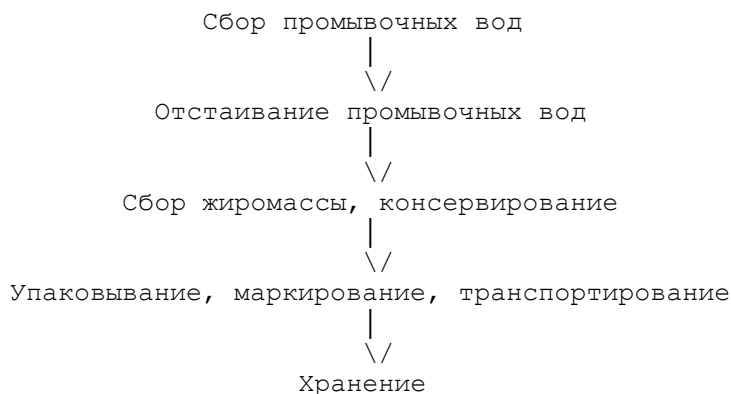 Сбор промывочных вод
Отстаивание промывочных вод
Сбор жиромассы, консервирование
Упаковывание, маркирование, транспортирование
Хранение